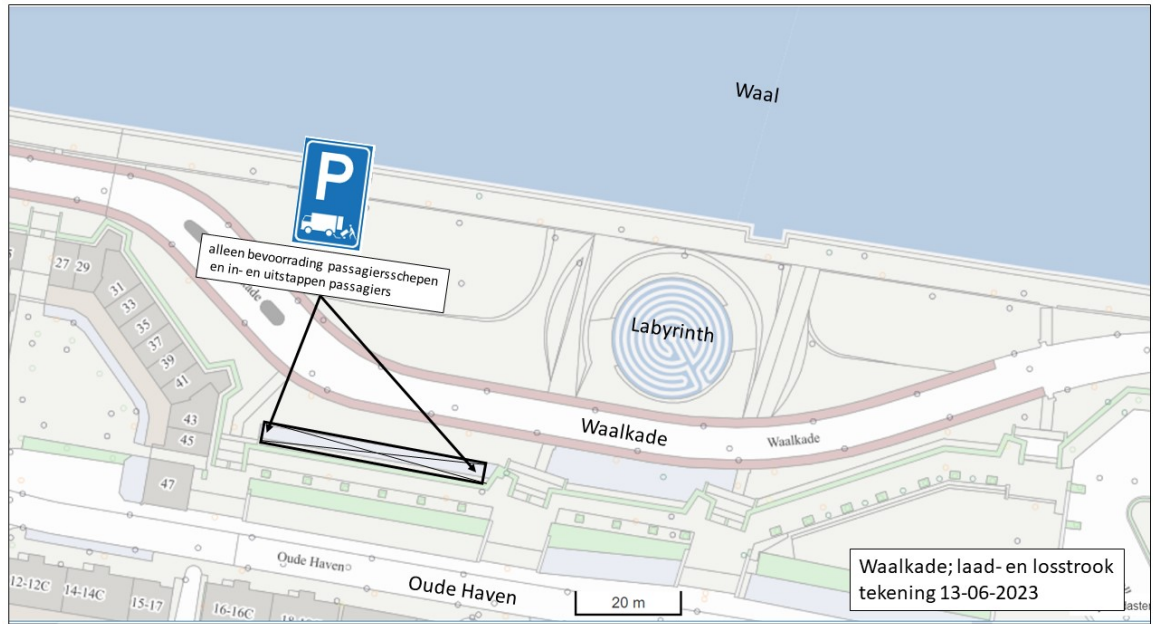 Waal
P
alleen bevoorrading passagiersschepen
en in- en uitstappen passagiers
27 29
31
33
35
37
39
41
43
45
47
Labyrinth
Waalkade
Waalkade
Oude Haven
Oude Haven
12-12C
14-14C
15-17
16-16C
20 m
Waalkade; laad- en losstrook
tekening 13-06-2023